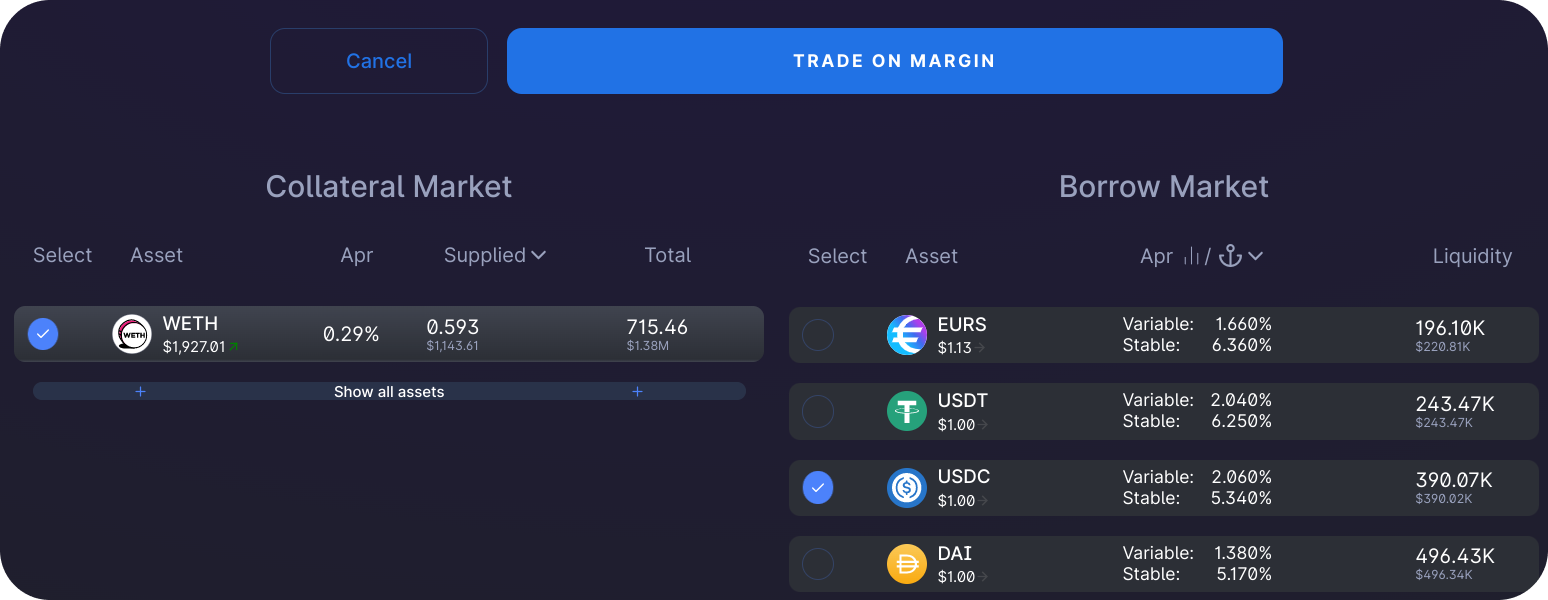 Cancel
TRADE ON MARGIN
Collateral Market
Select Asset Apr Supplied Total
WETH
WETH
$1,927.01
0.29%
0.593
$1,143.61
715.46
$1.38M
+ Show all assets +
Borrow Market
Select Asset Apr / Liquidity
EURS
$1.13
Variable: 1.660%
Stable: 6.360%
196.10K
$220.81K
USDT
$1.00
Variable: 2.040%
Stable: 6.250%
243.47K
$243.47K
USDC
$1.00
Variable: 2.060%
Stable: 5.340%
390.07K
$390.02K
DAI
$1.00
Variable: 1.380%
Stable: 5.170%
496.43K
$496.34K